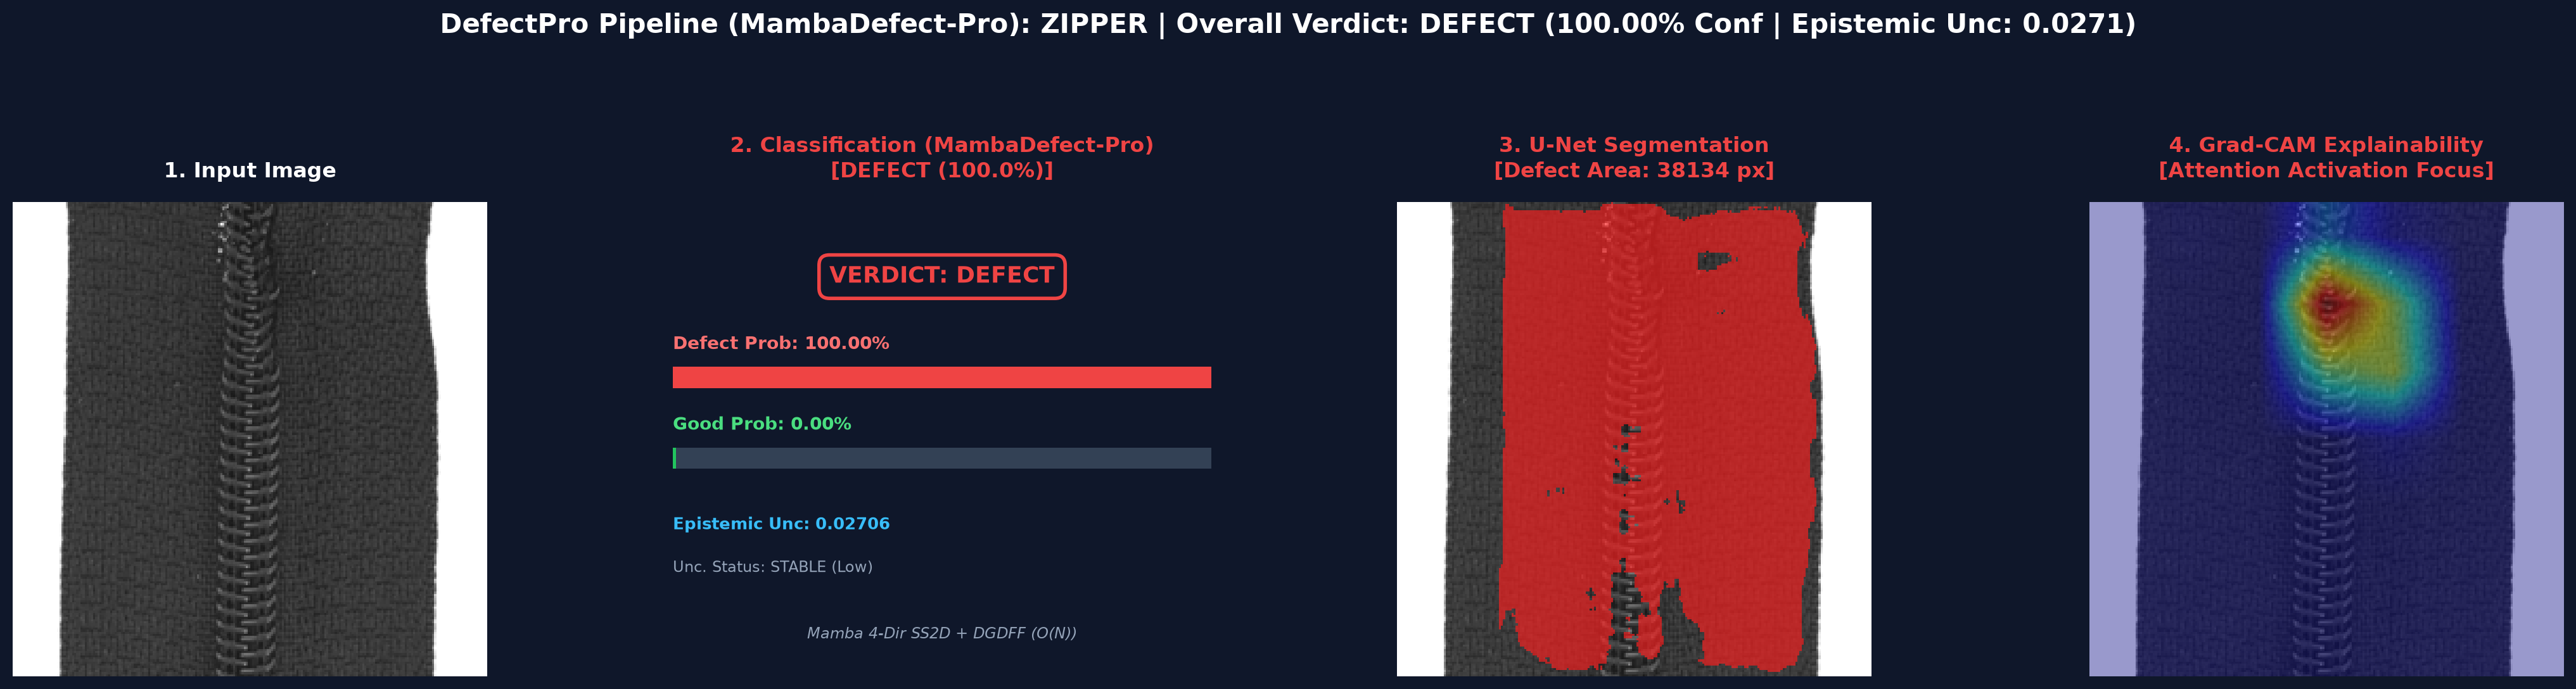 DefectPro Pipeline (MambaDefect-Pro): ZIPPER | Overall Verdict: DEFECT (100.00% Conf | Epistemic Unc: 0.0271)
1. Input Image
2. Classification (MambaDefect-Pro)
[DEFECT (100.0%)]
VERDICT: DEFECT
Defect Prob: 100.00%
Good Prob: 0.00%
Epistemic Unc: 0.02706
Unc. Status: STABLE (Low)
Mamba 4-Dir SS2D + DGDFF (O(N))
3. U-Net Segmentation
[Defect Area: 38134 px]
4. Grad-CAM Explainability
[Attention Activation Focus]